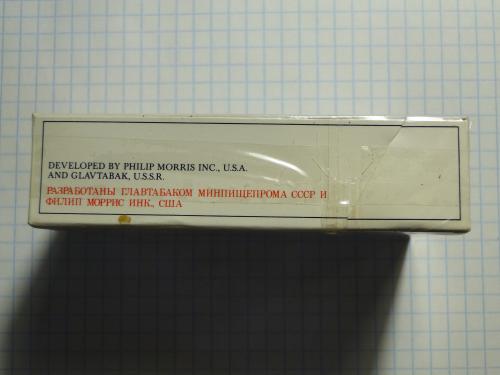 DEVELOPED BY PHILIP MORRIS INC., U.S.A.
AND GLAVTABAK, U.S.S.R.
РАЗРАБОТАНЫ ГЛАВТАБАКОМ МИНПИЩЕПРОМА СССР И
ФИЛИП МОРРИС ИНК., США